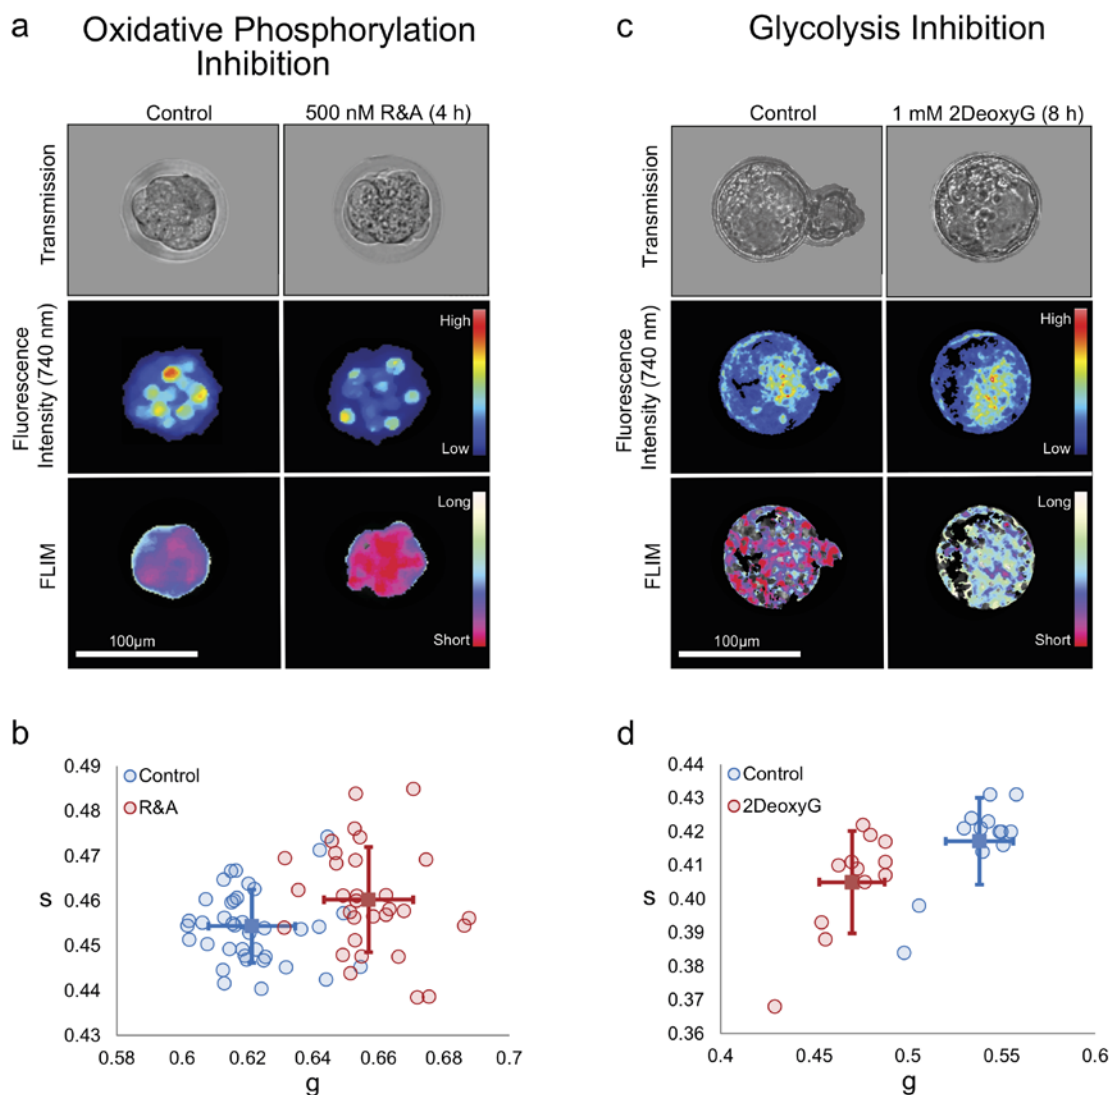 a
Oxidative Phosphorylation
Inhibition
Control
500 nM R&A (4 h)
Transmission
Fluorescence
Intensity (740 nm)
High
Low
FLIM
Long
Short
100µm
c
Glycolysis Inhibition
Control
1 mM 2DeoxyG (8 h)
Transmission
Fluorescence
Intensity (740 nm)
High
Low
FLIM
Long
Short
100µm
b
0.49
0.48
0.47
0.46
0.45
0.44
0.43
s
Control
R&A
0.58
0.6
0.62
0.64
0.66
0.68
0.7
g
d
0.44
0.43
0.42
0.41
0.40
0.39
0.38
0.37
0.36
s
Control
2DeoxyG
0.4
0.45
0.5
0.55
0.6
g